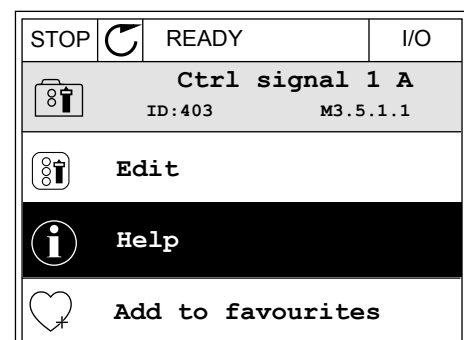 STOP READY I/O
Ctrl signal 1 A
ID:403 M3.5.1.1
Edit
Help
Add to favourites